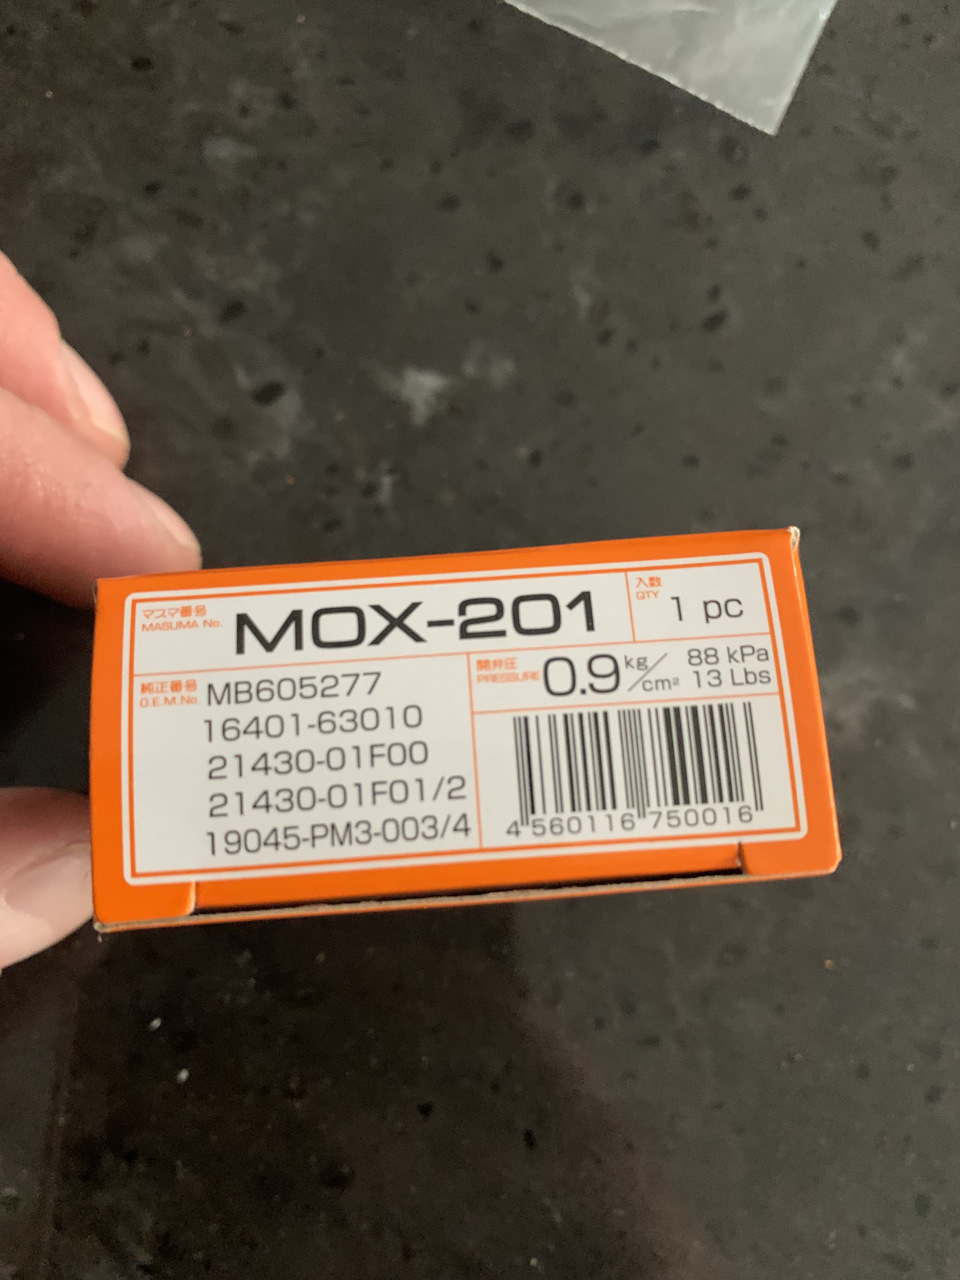 マスマ番号
MASUMA No.
MOX-201
入数
QTY
1 pc
純正番号
O.E.M.No.
MB605277
16401-63010
21430-01F00
21430-01F01/2
19045-PM3-003/4
開弁圧
PRESSURE
0.9 kg/cm²
88 kPa
13 Lbs
4 560116 750016